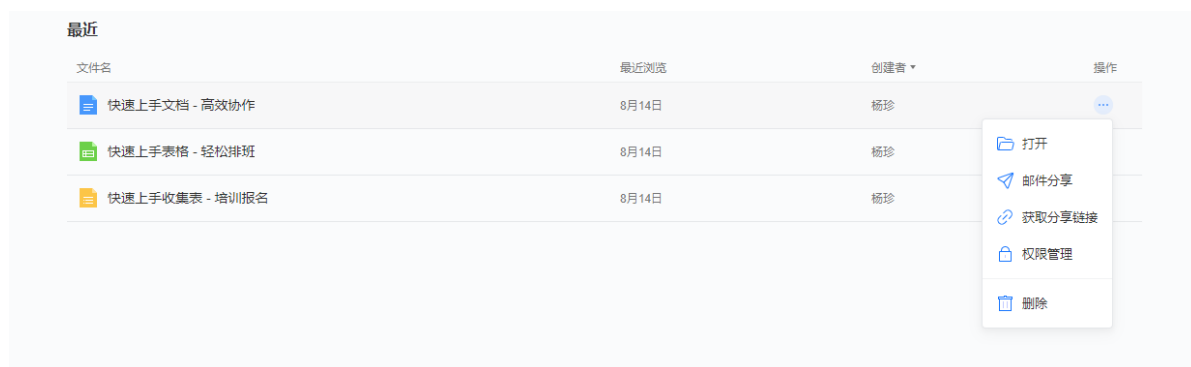 最近
文件名 最近浏览 创建者 操作
快速上手文档 - 高效协作 8月14日 杨珍
快速上手表格 - 轻松排班 8月14日 杨珍
快速上手收集表 - 培训报名 8月14日 杨珍
打开
邮件分享
获取分享链接
权限管理
删除